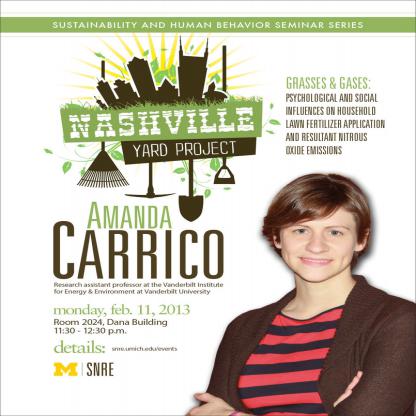 SUSTAINABILITY AND HUMAN BEHAVIOR SEMINAR SERIES
NASHVILLE
YARD PROJECT
GRASSES & GASES:
PSYCHOLOGICAL AND SOCIAL
INFLUENCES ON HOUSEHOLD
LAWN FERTILIZER APPLICATION
AND RESULTANT NITROUS
OXIDE EMISSIONS
AMANDA
CARRICO
Research assistant professor at the Vanderbilt Institute
for Energy & Environment at Vanderbilt University
monday, feb. 11, 2013
Room 2024, Dana Building
11:30 - 12:30 p.m.
details: snre.umich.edu/events
M | SNRE